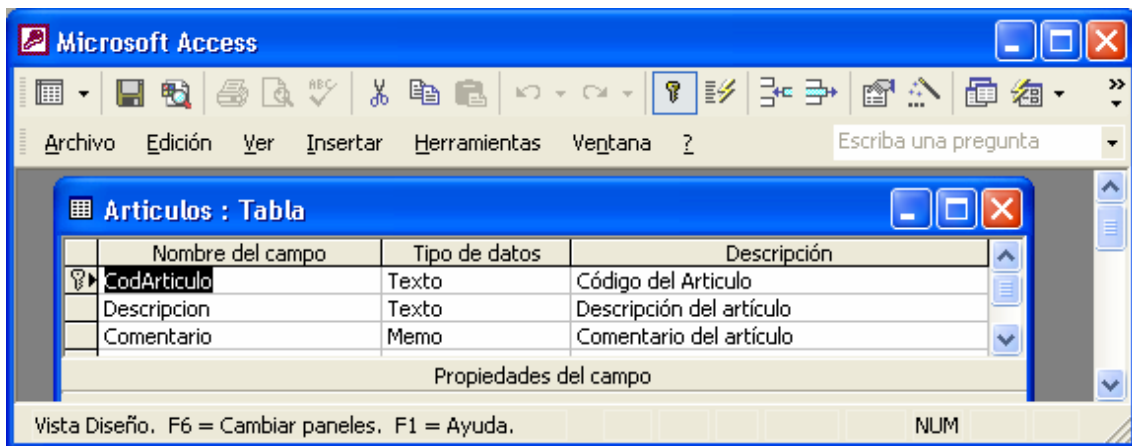 Microsoft Access
ABC
»
Archivo Edición Ver Insertar Herramientas Ventana ? Escriba una pregunta
Articulos : Tabla
Nombre del campo Tipo de datos Descripción
CodArticulo Texto Código del Articulo
Descripcion Texto Descripción del artículo
Comentario Memo Comentario del artículo
Propiedades del campo
Vista Diseño. F6 = Cambiar paneles. F1 = Ayuda. NUM